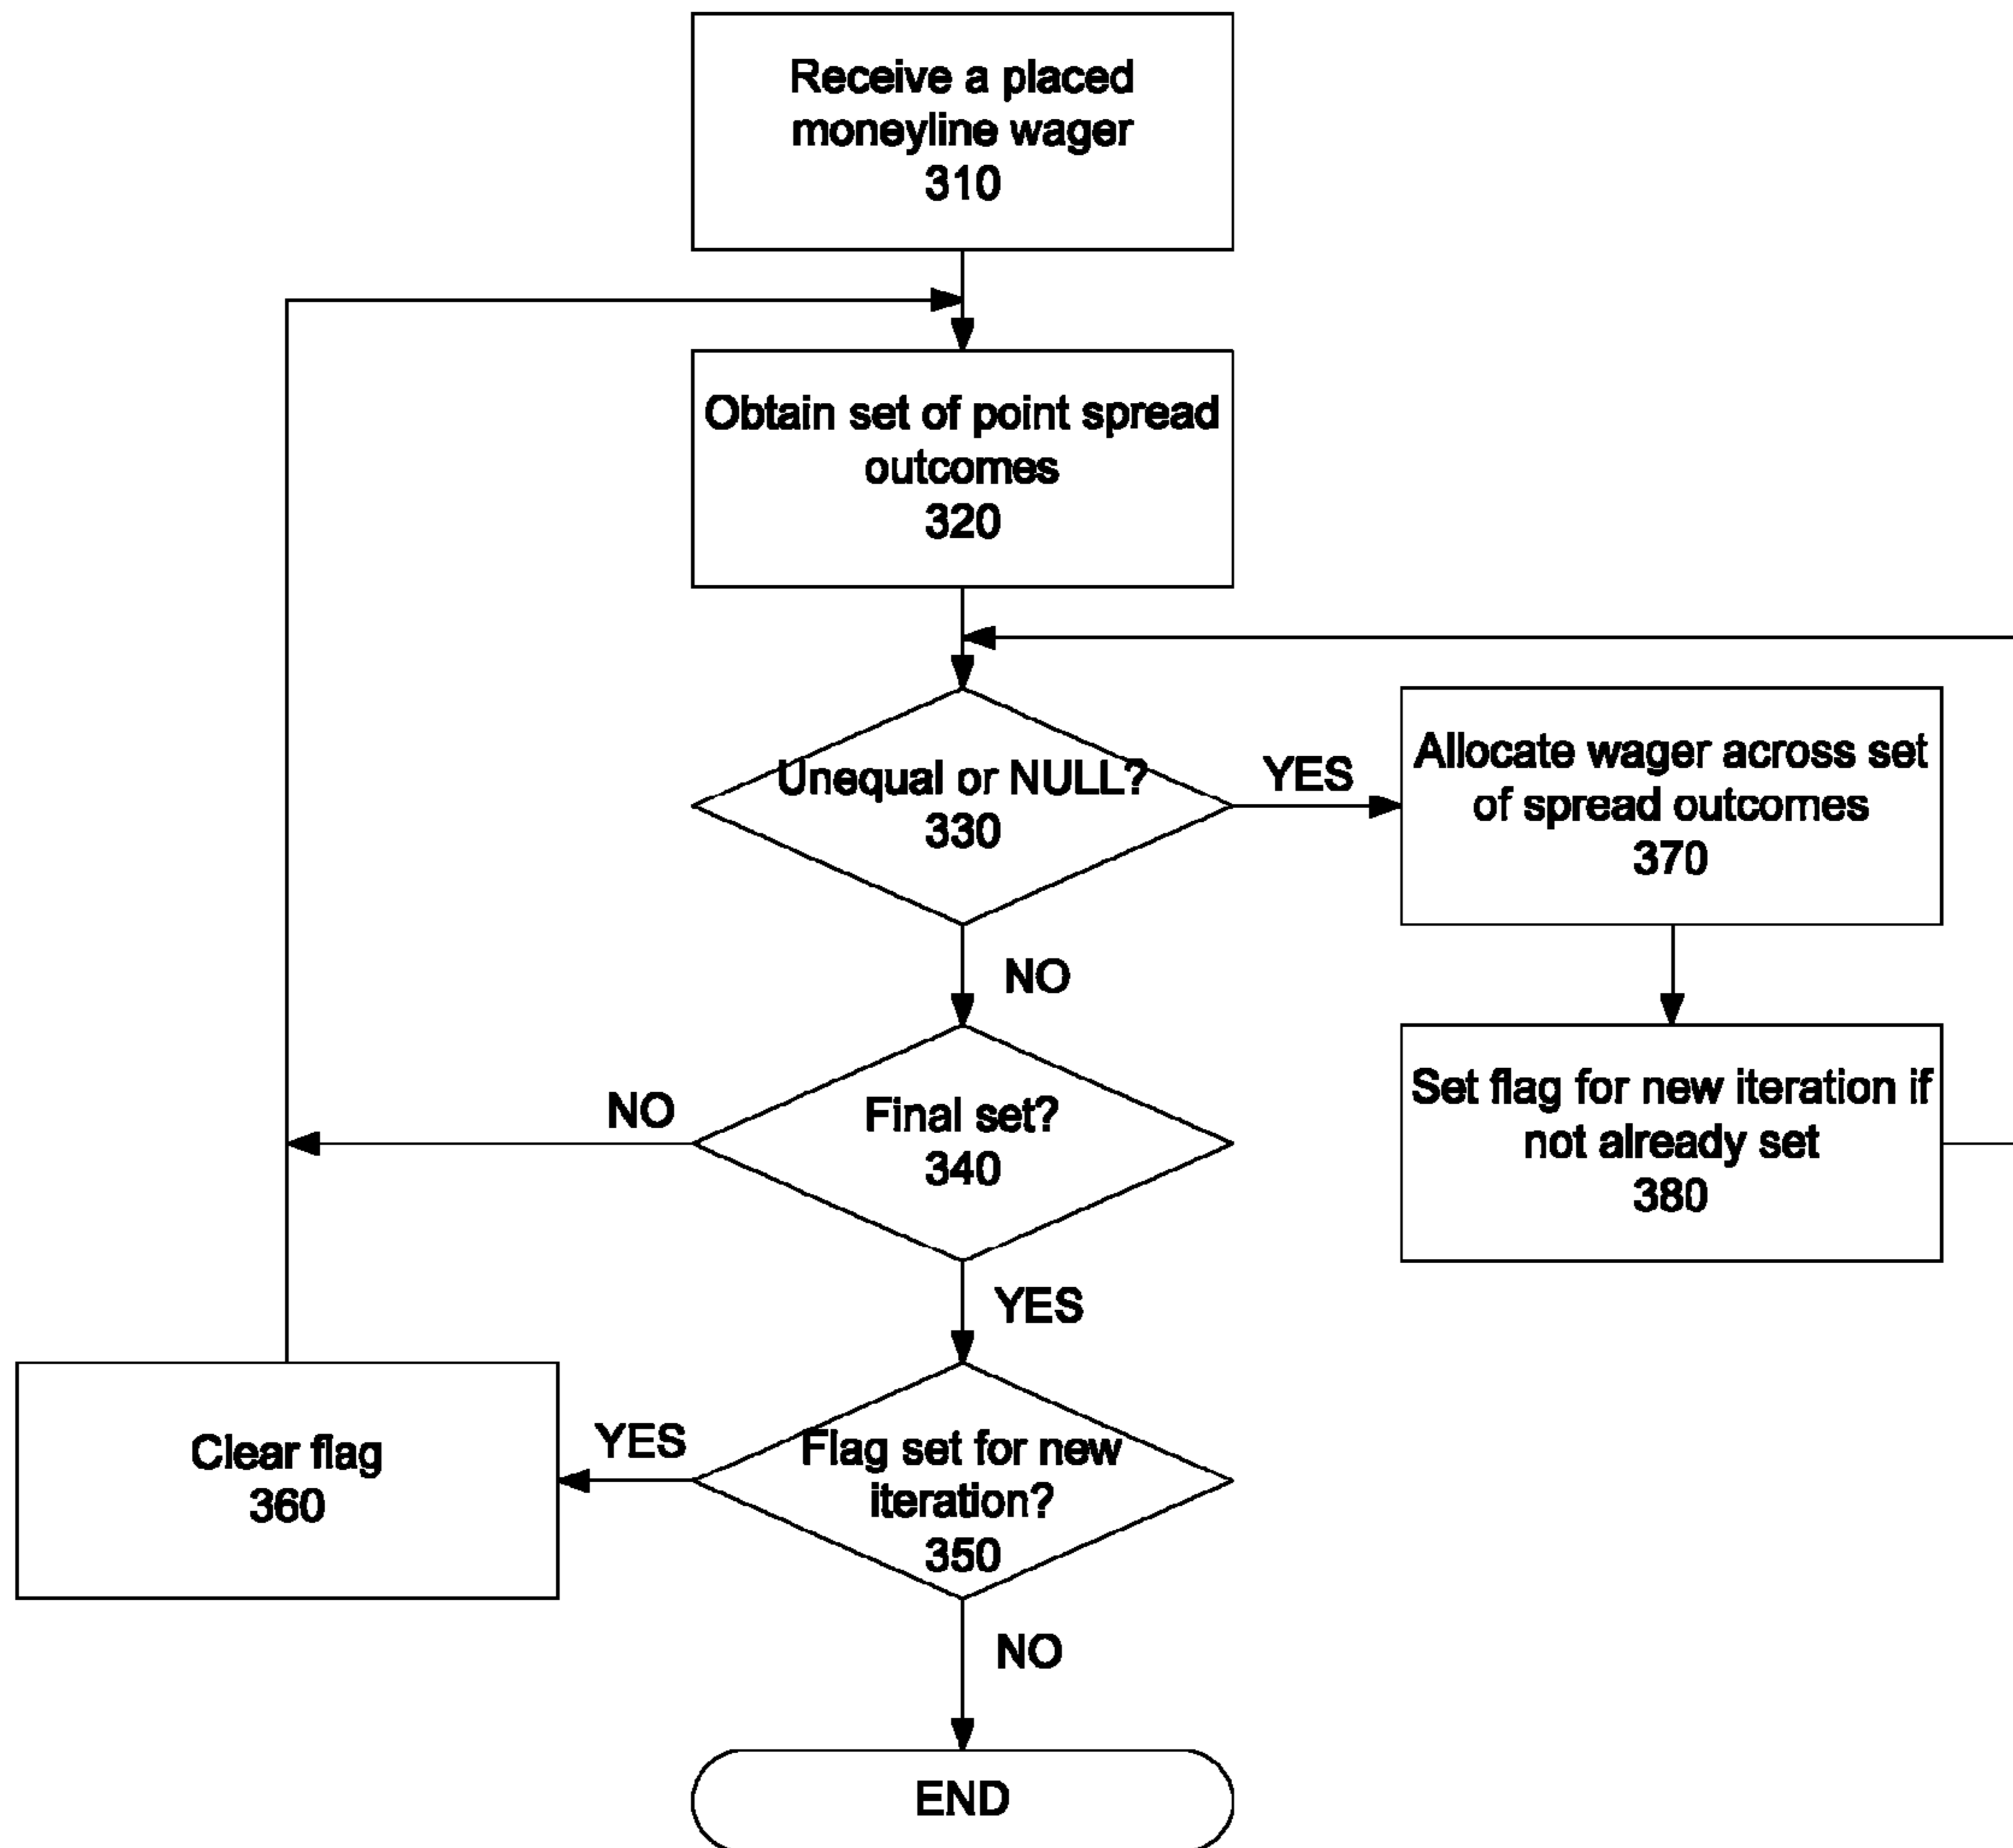 Receive a placed
moneyline wager
310
Obtain set of point spread
outcomes
320
Unequal or NULL?
330
YES
Allocate wager across set
of spread outcomes
370
NO
Set flag for new iteration if
not already set
380
NO
Final set?
340
YES
Clear flag
360
YES
Flag set for new
iteration?
350
NO
END